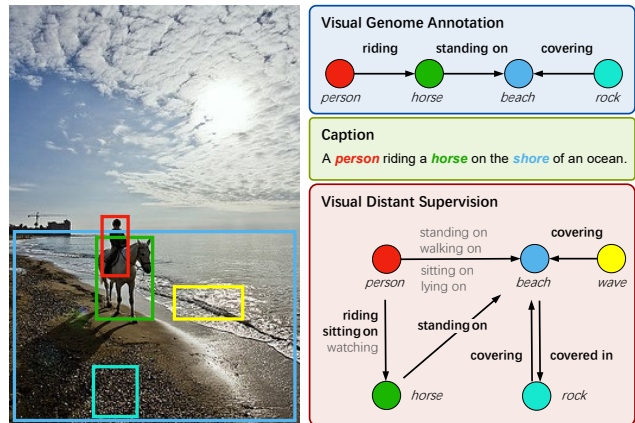 Visual Genome Annotation
riding
standing on
covering
person
horse
beach
rock
Caption
A person riding a horse on the shore of an ocean.
Visual Distant Supervision
standing on
walking on
covering
sitting on
lying on
person
beach
wave
riding
sitting on
watching
standing on
covering
covered in
horse
rock